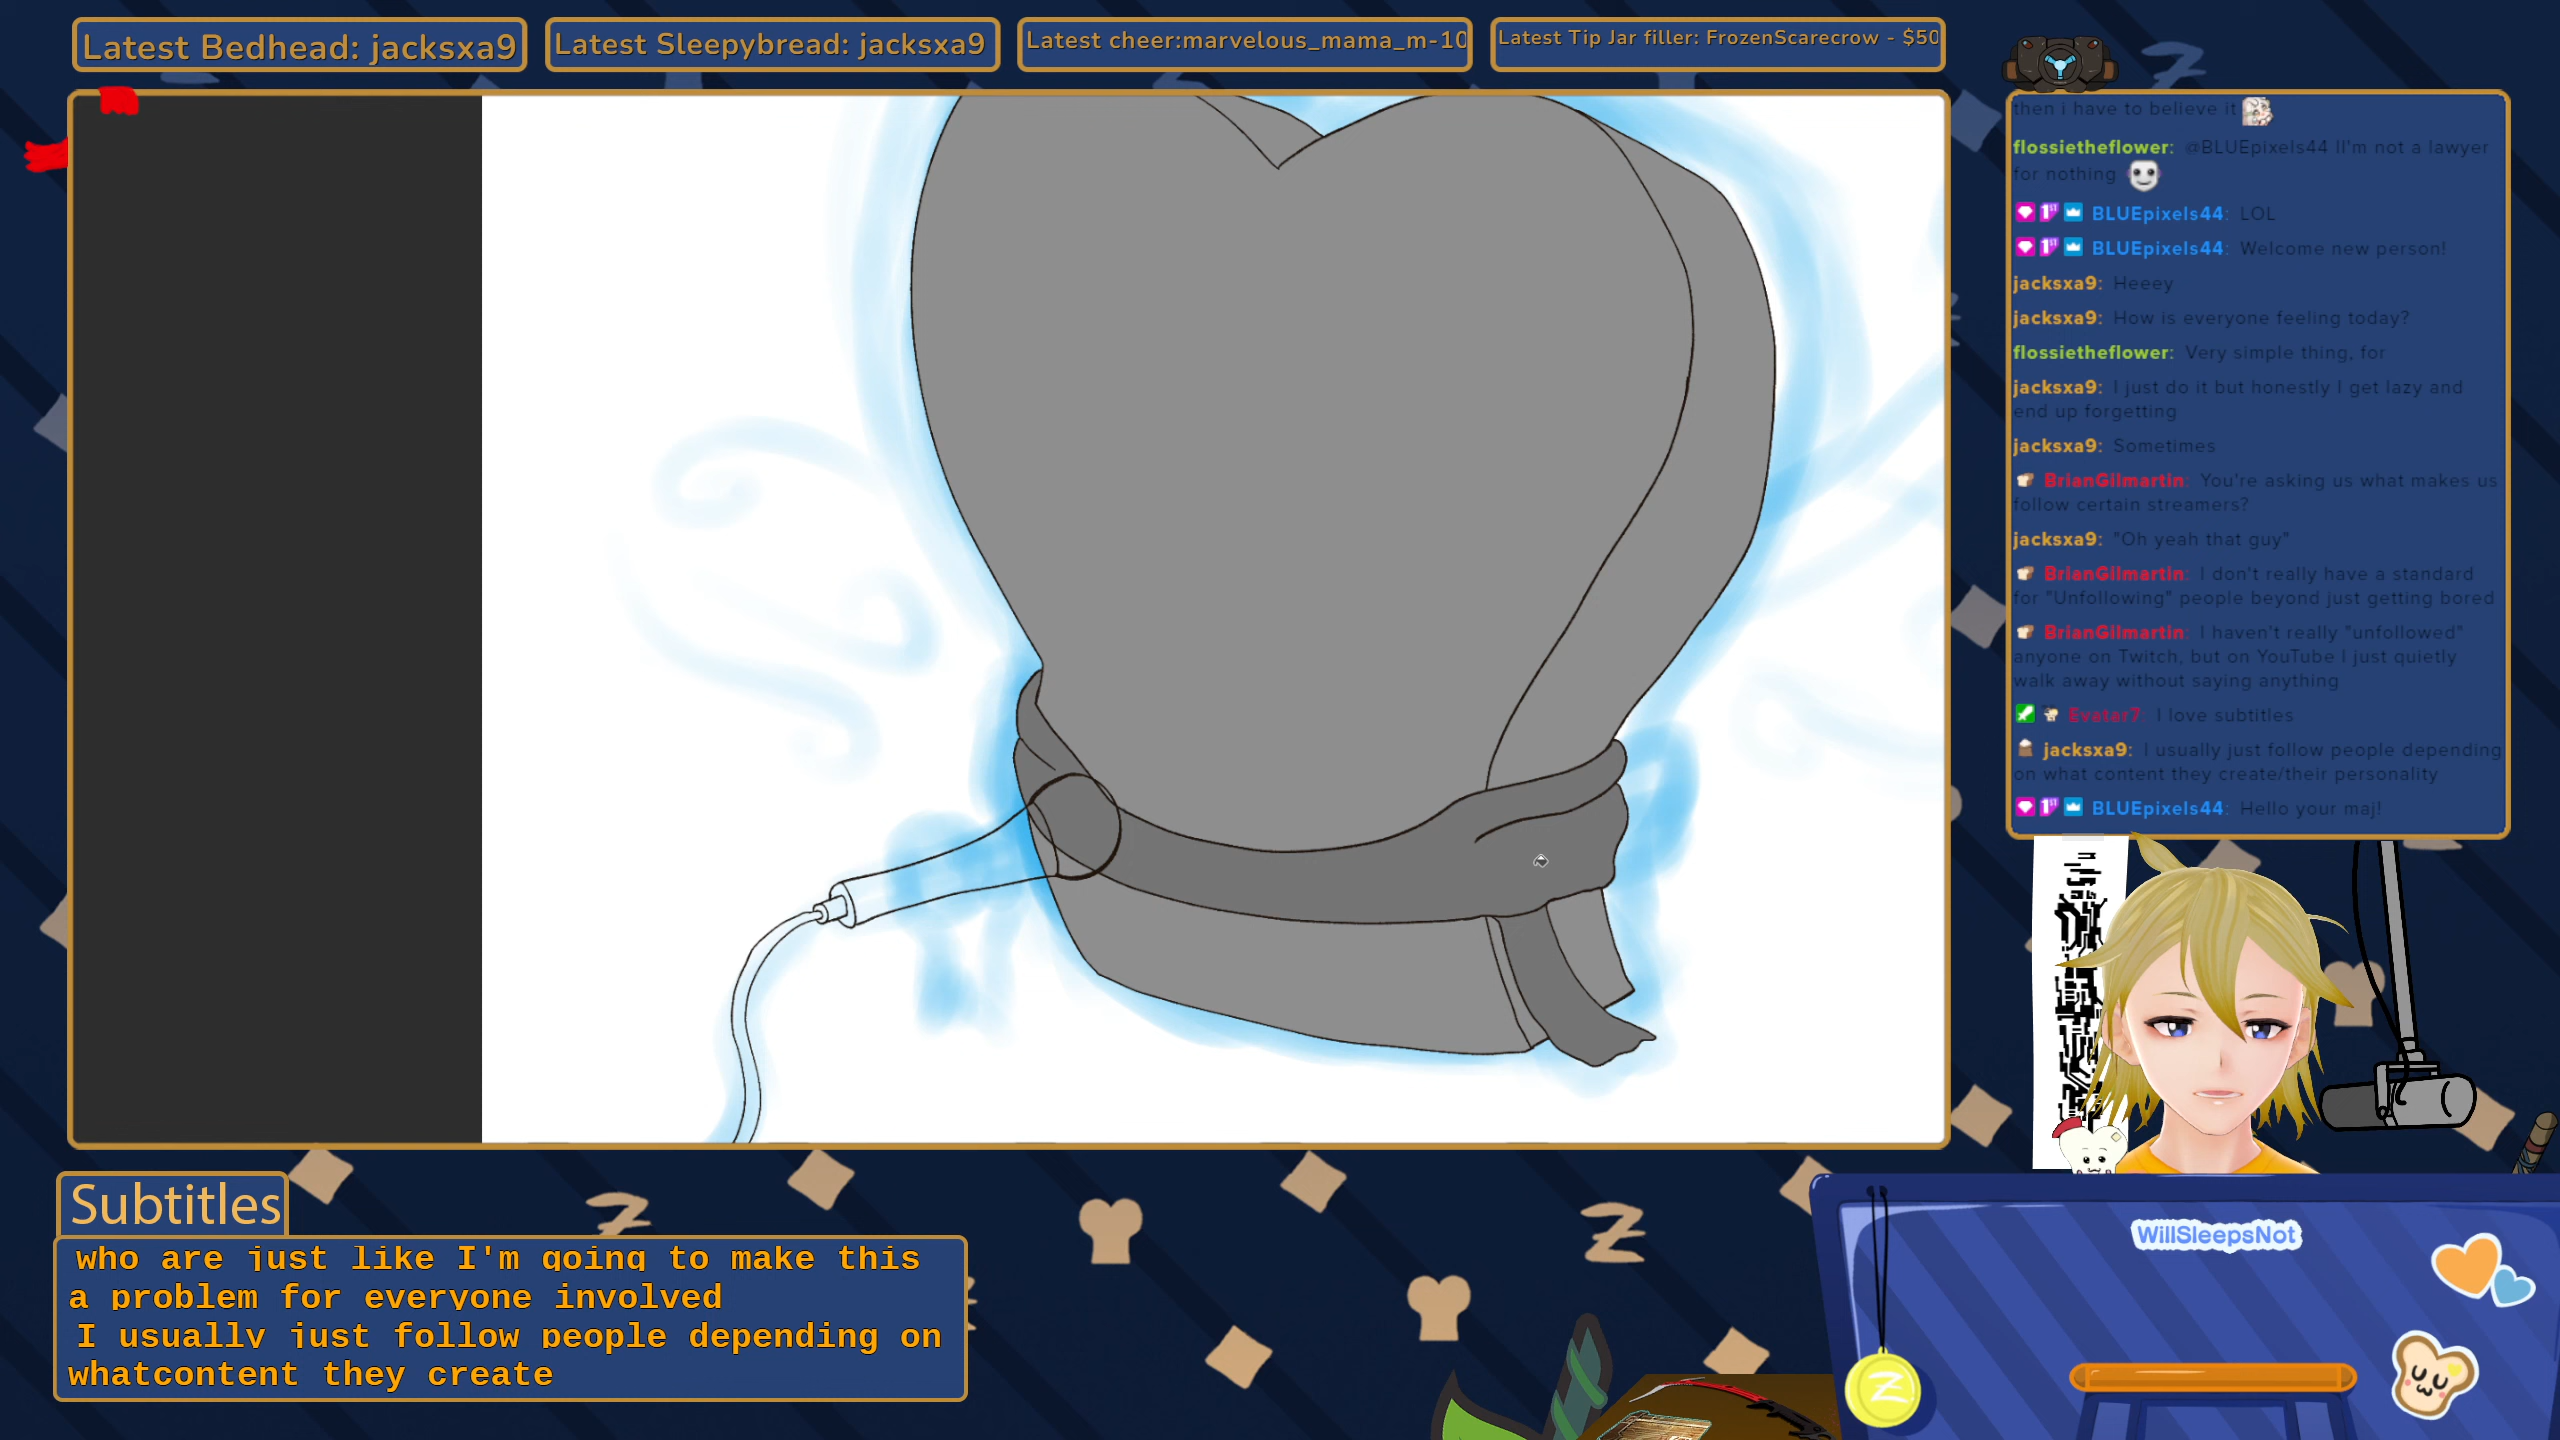 Latest Bedhead: jacksxa9
Latest Sleepybread: jacksxa9
Latest cheer:marvelous_mama_m-10
Latest Tip Jar filler: FrozenScarecrow - $50
then i have to believe it
flossietheflower: @BLUEpixels44 II'm not a lawyer
for nothing
BLUEpixels44: LOL
BLUEpixels44: Welcome new person!
jacksxa9: Heeey
jacksxa9: How is everyone feeling today?
flossietheflower: Very simple thing, for
jacksxa9: I just do it but honestly I get lazy and
end up forgetting
jacksxa9: Sometimes
BrianGilmartin: You're asking us what makes us
follow certain streamers?
jacksxa9: "Oh yeah that guy"
BrianGilmartin: I don't really have a standard
for "Unfollowing" people beyond just getting bored
BrianGilmartin: I haven't really "unfollowed"
anyone on Twitch, but on YouTube I just quietly
walk away without saying anything
Evater7: I love subtitles
jacksxa9: I usually just follow people depending
on what content they create/their personality
BLUEpixels44: Hello your maj!
Subtitles
who are just like I'm going to make this
a problem for everyone involved
I usually just follow people depending on
whatcontent they create
WillSleepsNot
Z